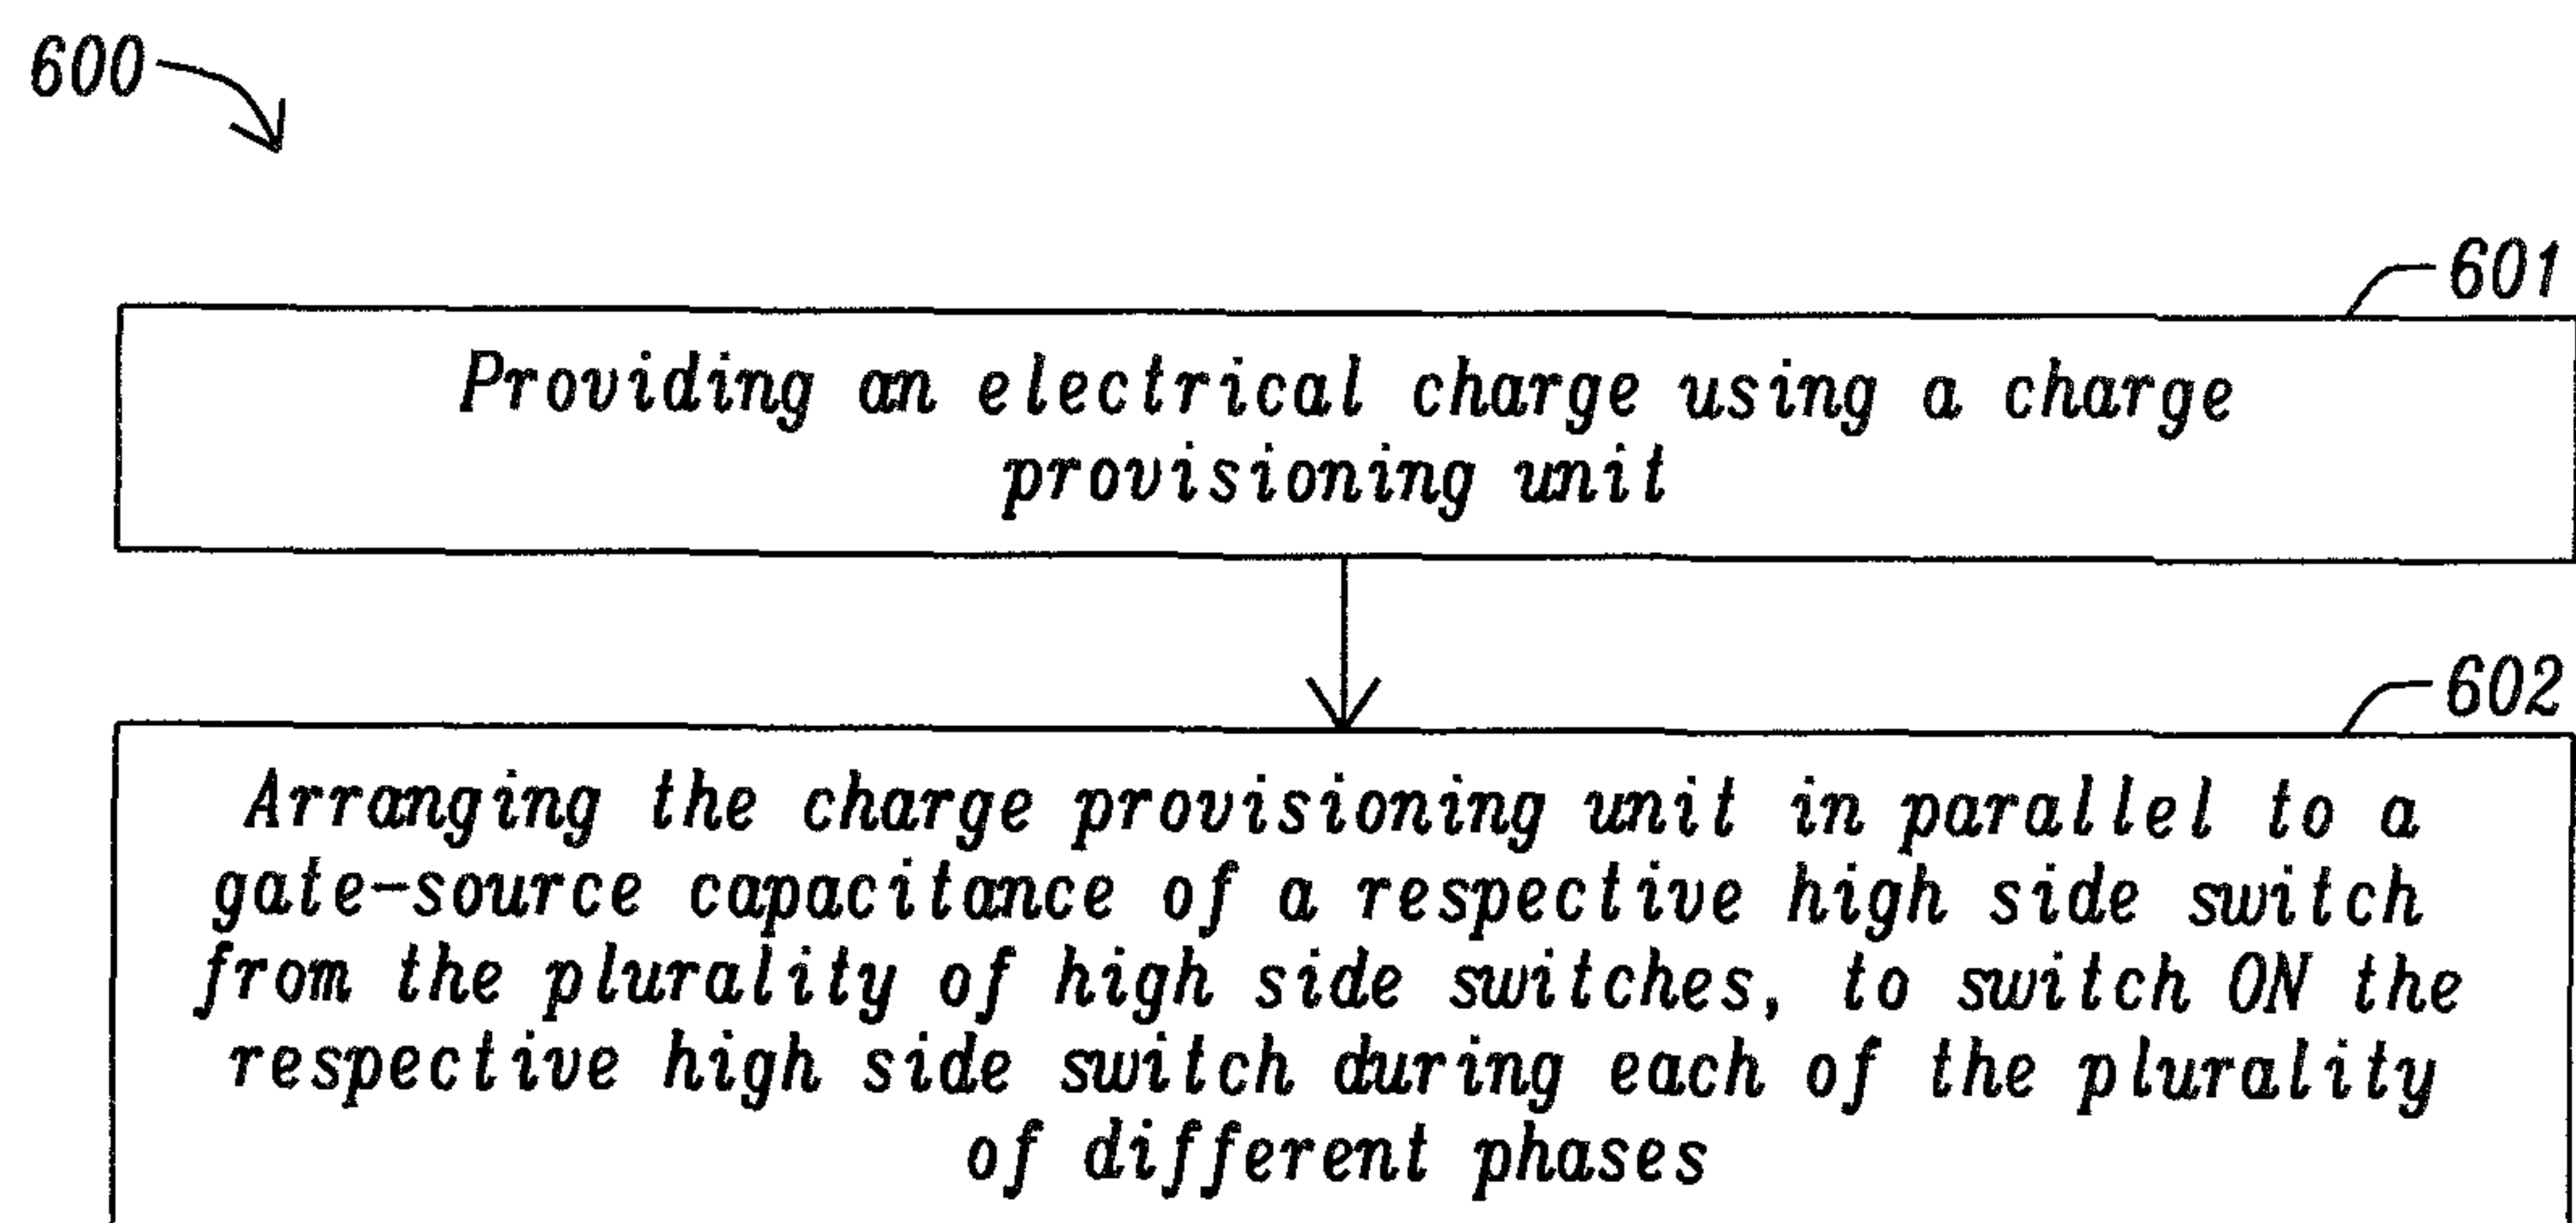 600
601
Providing an electrical charge using a charge
provisioning unit
602
Arranging the charge provisioning unit in parallel to a
gate-source capacitance of a respective high side switch
from the plurality of high side switches, to switch ON the
respective high side switch during each of the plurality
of different phases